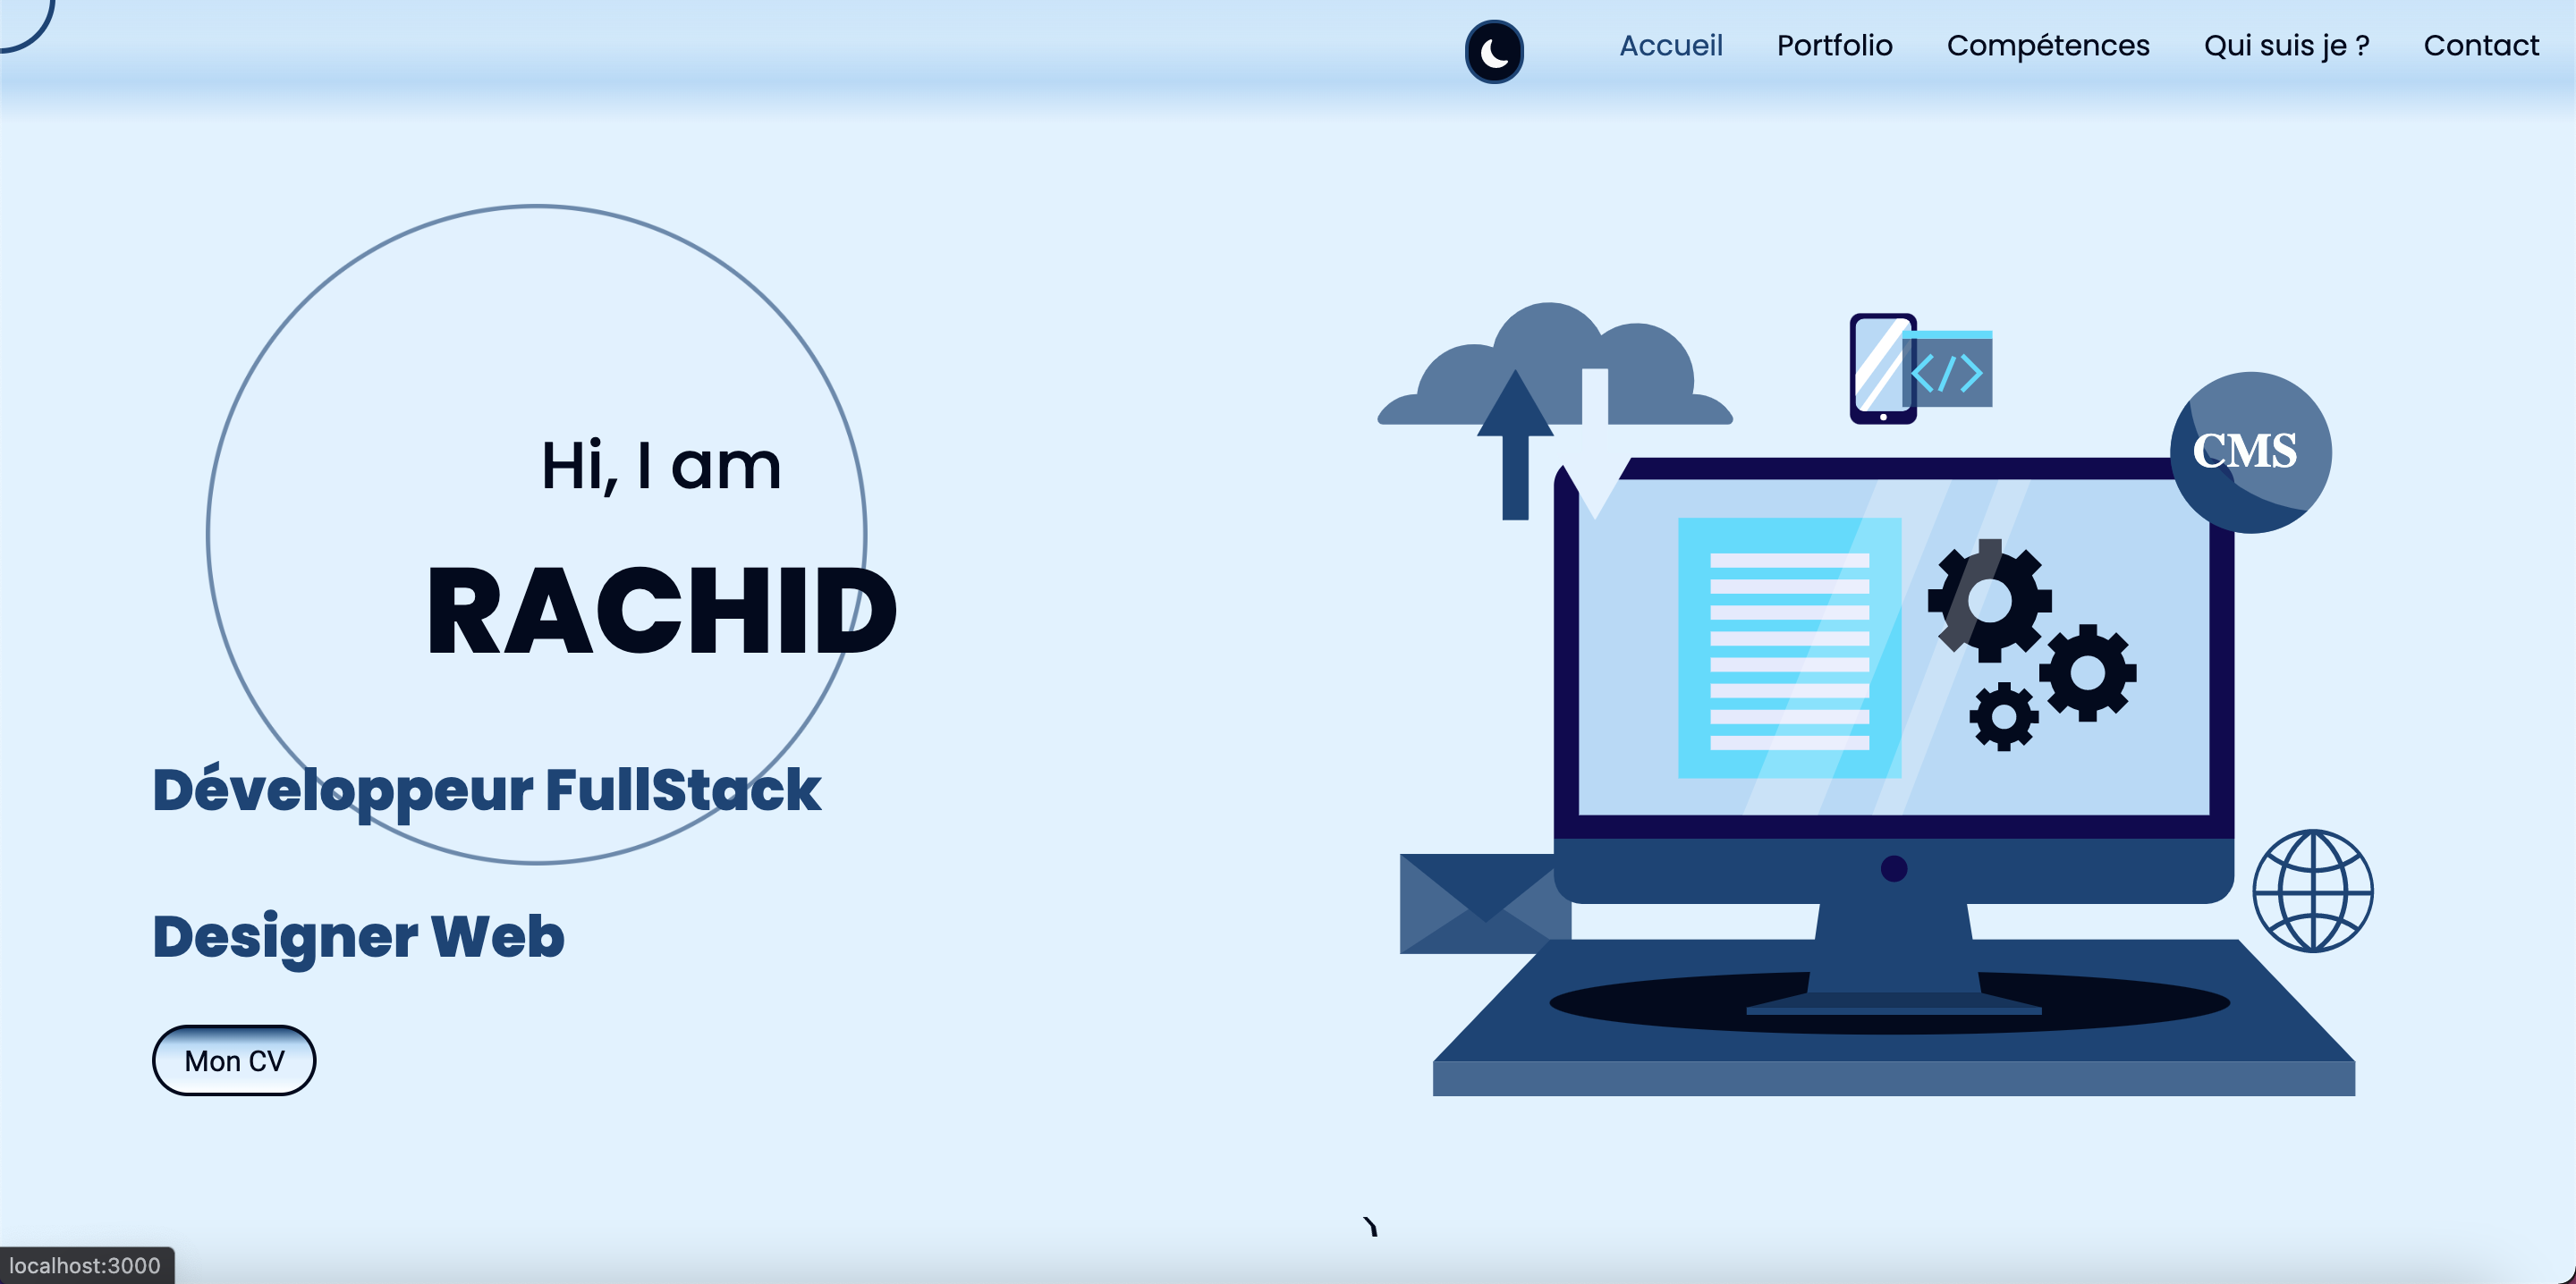 Accueil Portfolio Compétences Qui suis je ? Contact
Hi, I am
RACHID
Développeur FullStack
Designer Web
Mon CV
</>
CMS
localhost:3000